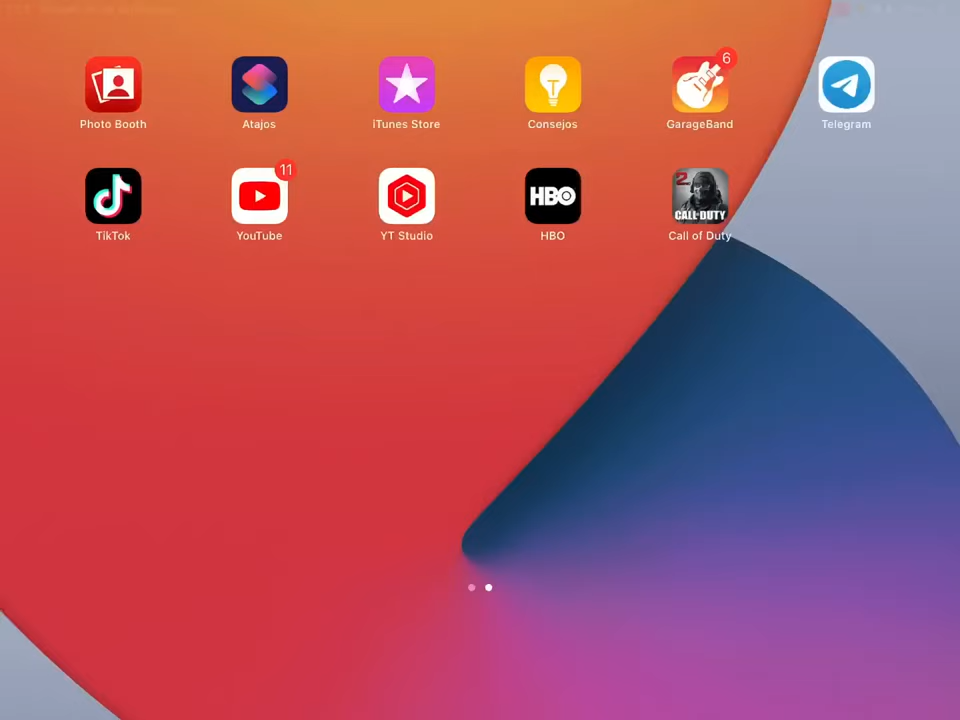 6
Photo Booth
Atajos
iTunes Store
Consejos
GarageBand
Telegram
11
HBO
2
CALL DUTY
TikTok
YouTube
YT Studio
HBO
Call of Duty